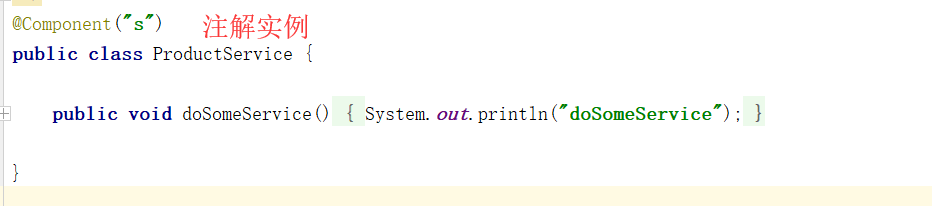 @Component("s") 注解实例
public class ProductService {
public void doSomeService() { System.out.println("doSomeService"); }
}